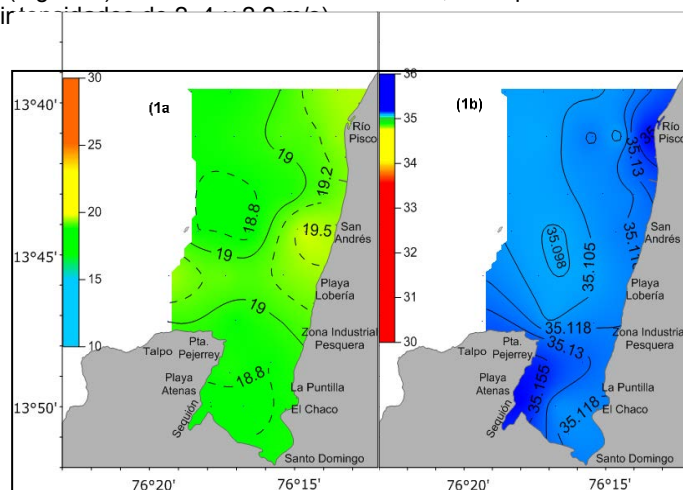 intensidades de
30
25
20
15
10
13°40'
13°45'
13°50'
(1a
19
19.2
18.8
19.5
19
19
18.8
Río
Pisco
San
Andrés
Playa
Lobería
Zona Industrial
Pesquera
Pta.
Pejerrey
Talpo
Playa
Atenas
Sequión
La Puntilla
El Chaco
Santo Domingo
76°20'
76°15'
36
35
34
33
32
31
30
(1b)
35.13
35.098
35.105
35.118
35.13
35.155
35.118
Río
Pisco
San
Andrés
Playa
Lobería
Zona Industrial
Pesquera
Pta.
Pejerrey
Talpo
Playa
Atenas
Sequión
La Puntilla
El Chaco
Santo Domingo
76°20'
76°15'